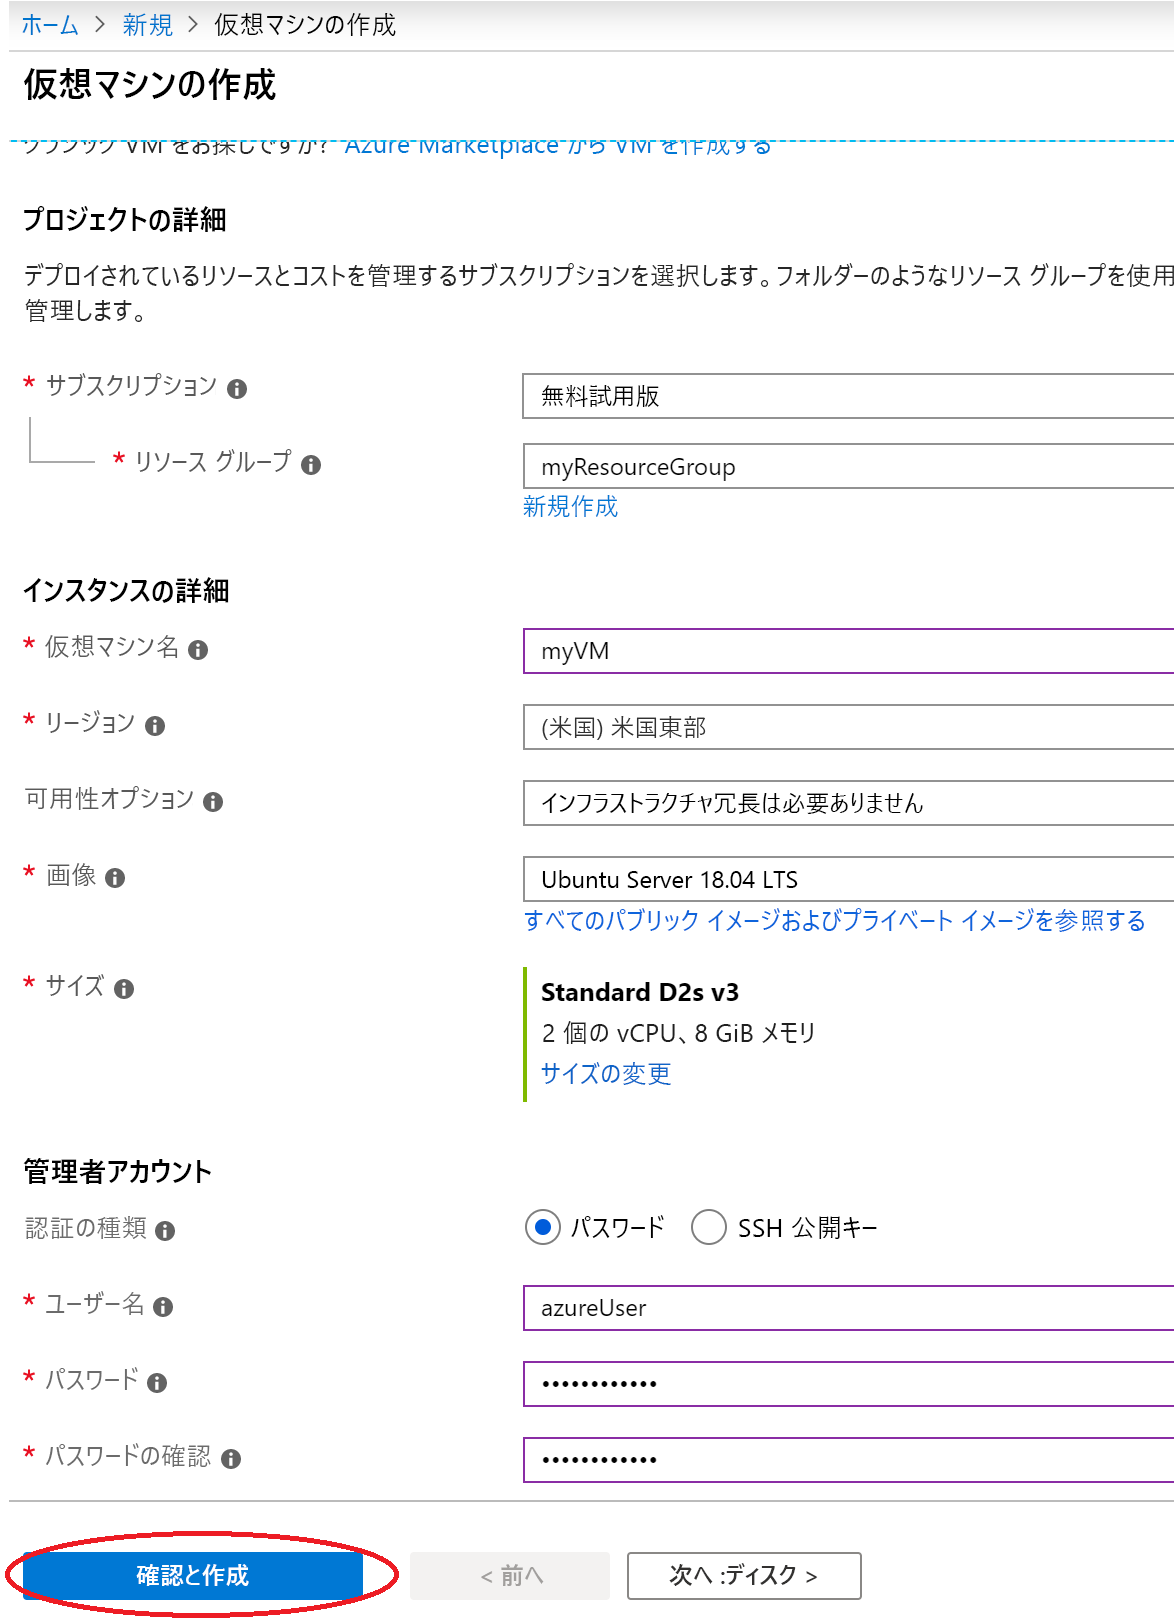 ホーム > 新規 > 仮想マシンの作成
仮想マシンの作成
クラシック VM をお探しですか? Azure Marketplace から VM を作成する
プロジェクトの詳細
デプロイされているリソースとコストを管理するサブスクリプションを選択します。フォルダーのようなリソース グループを使用
管理します。
* サブスクリプション
無料試用版
* リソース グループ
myResourceGroup
新規作成
インスタンスの詳細
* 仮想マシン名
myVM
* リージョン
(米国) 米国東部
可用性オプション
インフラストラクチャ冗長は必要ありません
* 画像
Ubuntu Server 18.04 LTS
すべてのパブリック イメージおよびプライベート イメージを参照する
* サイズ
Standard D2s v3
2 個の vCPU、8 GiB メモリ
サイズの変更
管理者アカウント
認証の種類
パスワード SSH 公開キー
* ユーザー名
azureUser
* パスワード
••••••••••••
* パスワードの確認
••••••••••••
確認と作成
< 前へ
次へ :ディスク >